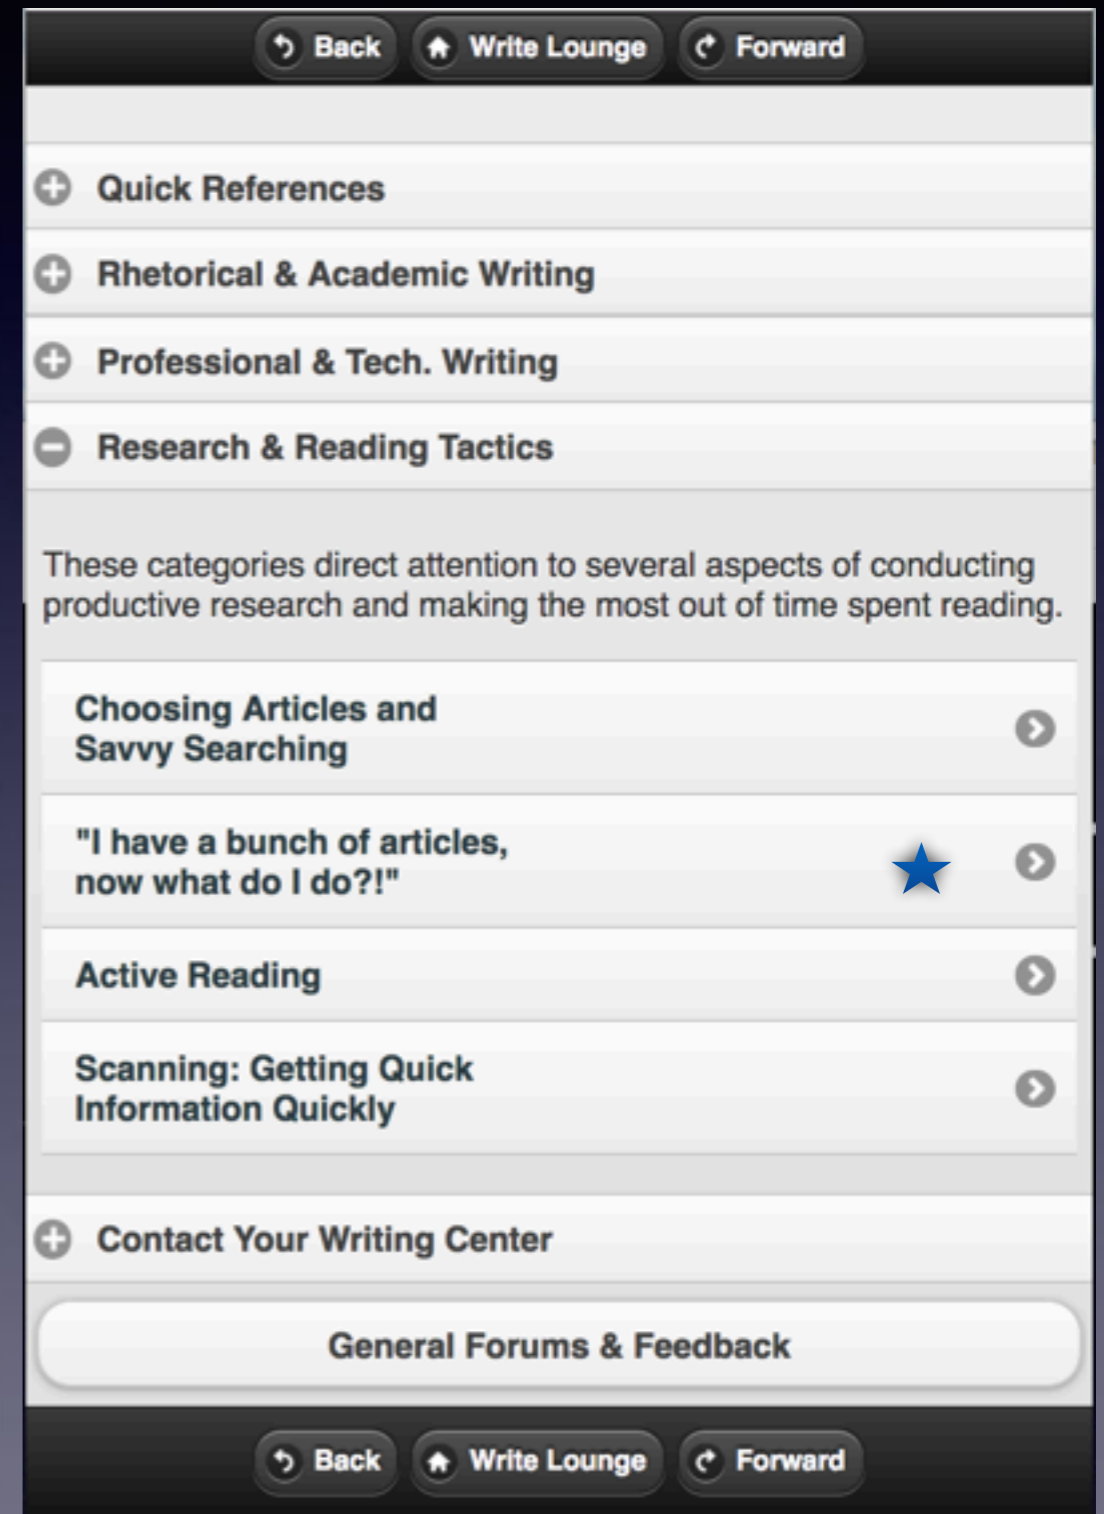 Back Write Lounge Forward
Quick References
Rhetorical & Academic Writing
Professional & Tech. Writing
Research & Reading Tactics
These categories direct attention to several aspects of conducting
productive research and making the most out of time spent reading.
Choosing Articles and
Savvy Searching
"I have a bunch of articles,
now what do I do?!"
Active Reading
Scanning: Getting Quick
Information Quickly
Contact Your Writing Center
General Forums & Feedback
Back Write Lounge Forward